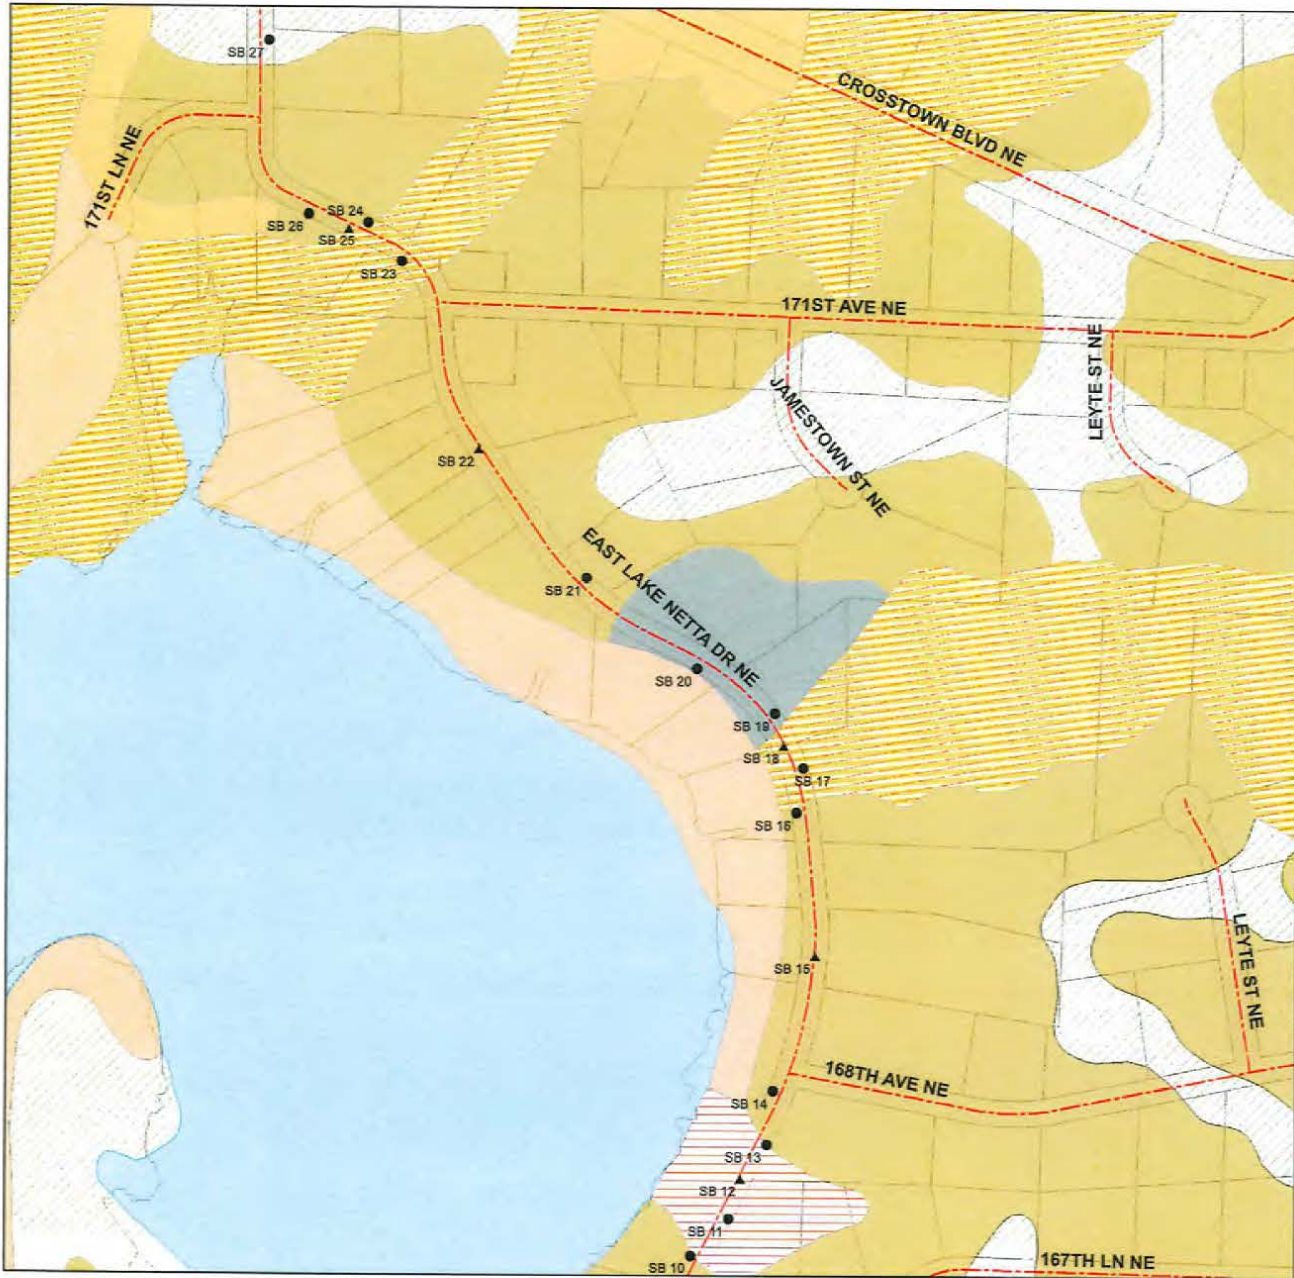 SB 27
CROSSTOWN BLVD NE
171ST LN NE
SB 24
SB 26
SB 25
SB 23
171ST AVE NE
LEYTE ST NE
JAMESTOWN ST NE
SB 22
EAST LAKE NETTA DR NE
SB 21
SB 20
SB 19
SB 18
SB 17
SB 16
LEYTE ST NE
SB 15
168TH AVE NE
SB 14
SB 13
SB 12
SB 11
SB 10
167TH LN NE